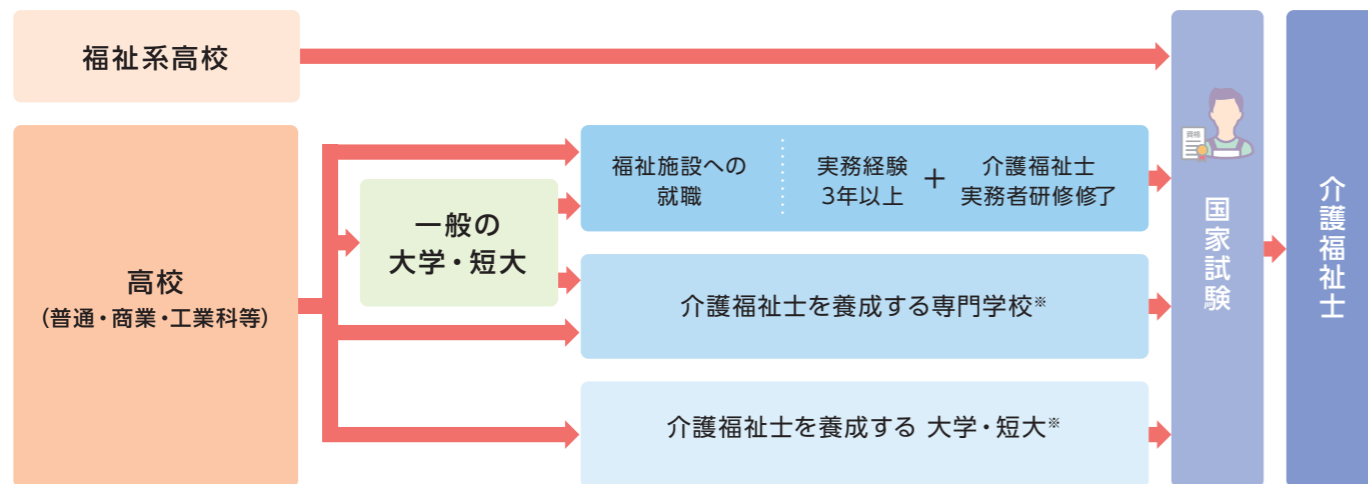 福祉系高校
高校
（普通・商業・工業科等）
一般の
大学・短大
福祉施設への
就職
実務経験
3年以上
+
介護福祉士
実務者研修修了
介護福祉士を養成する専門学校※
介護福祉士を養成する 大学・短大※
資格
国家試験
介護福祉士